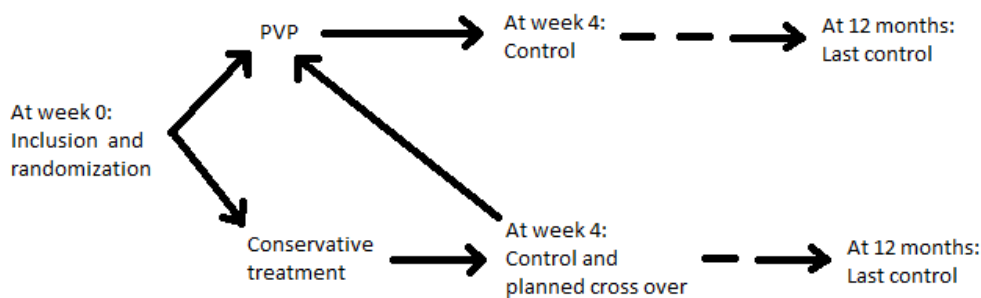 PVP
At week 4:
Control
At 12 months:
Last control
At week 0:
Inclusion and
randomization
Conservative
treatment
At week 4:
Control and
planned cross over
At 12 months:
Last control